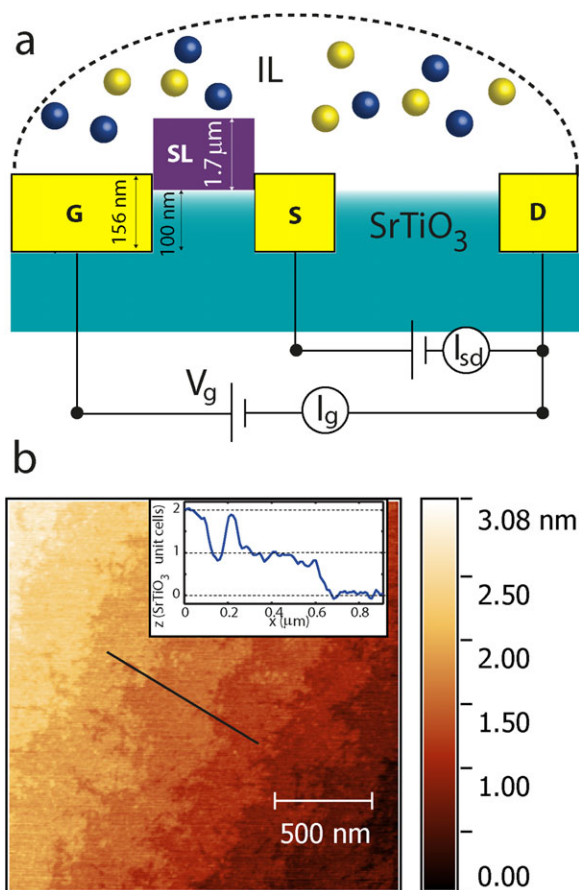 a
IL
SL
1.7 μm
G
156 nm
100 nm
S
SrTiO3
D
Isd
Vg
Ig
b
z (SrTiO3 unit cells)
2
1
0
0
0.2
0.4
0.6
0.8
x (μm)
500 nm
3.08 nm
2.50
2.00
1.50
1.00
0.00